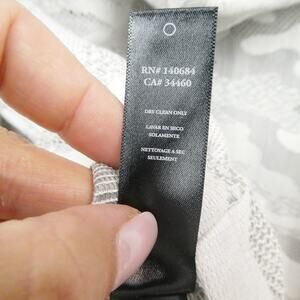 RN# 140684
CA# 34460
DRY CLEAN ONLY
LAVAR EN SECO
SOLAMENTE
NETTOYAGE A SEC
SEULEMENT